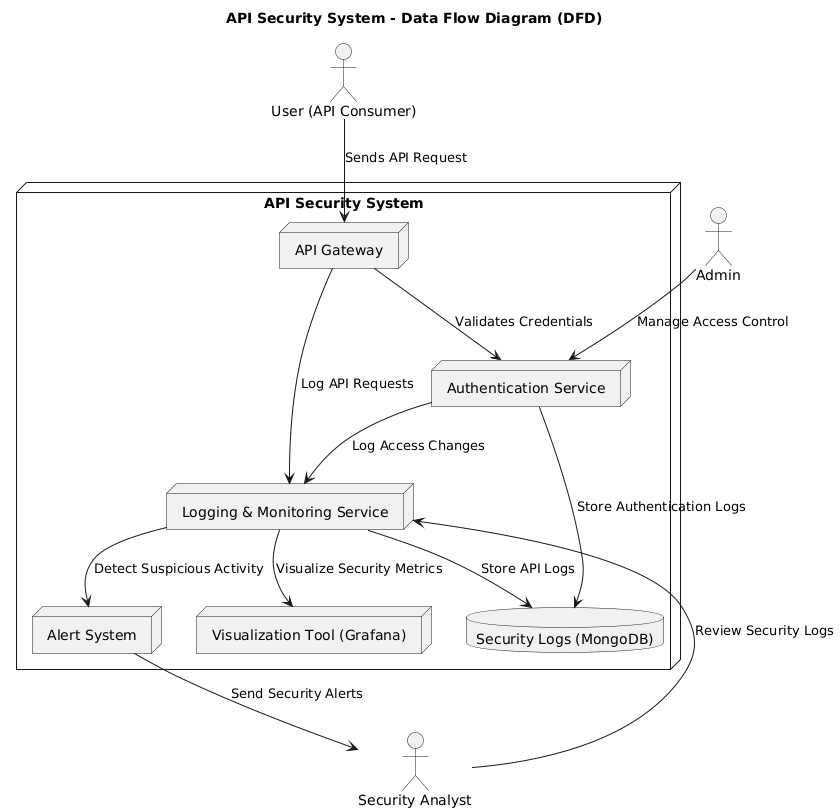 API Security System - Data Flow Diagram (DFD)
User (API Consumer)
Sends API Request
API Security System
API Gateway
Admin
Validates Credentials
Manage Access Control
Log API Requests
Authentication Service
Log Access Changes
Logging & Monitoring Service
Store Authentication Logs
Detect Suspicious Activity
Visualize Security Metrics
Store API Logs
Alert System
Visualization Tool (Grafana)
Security Logs (MongoDB)
Review Security Logs
Send Security Alerts
Security Analyst